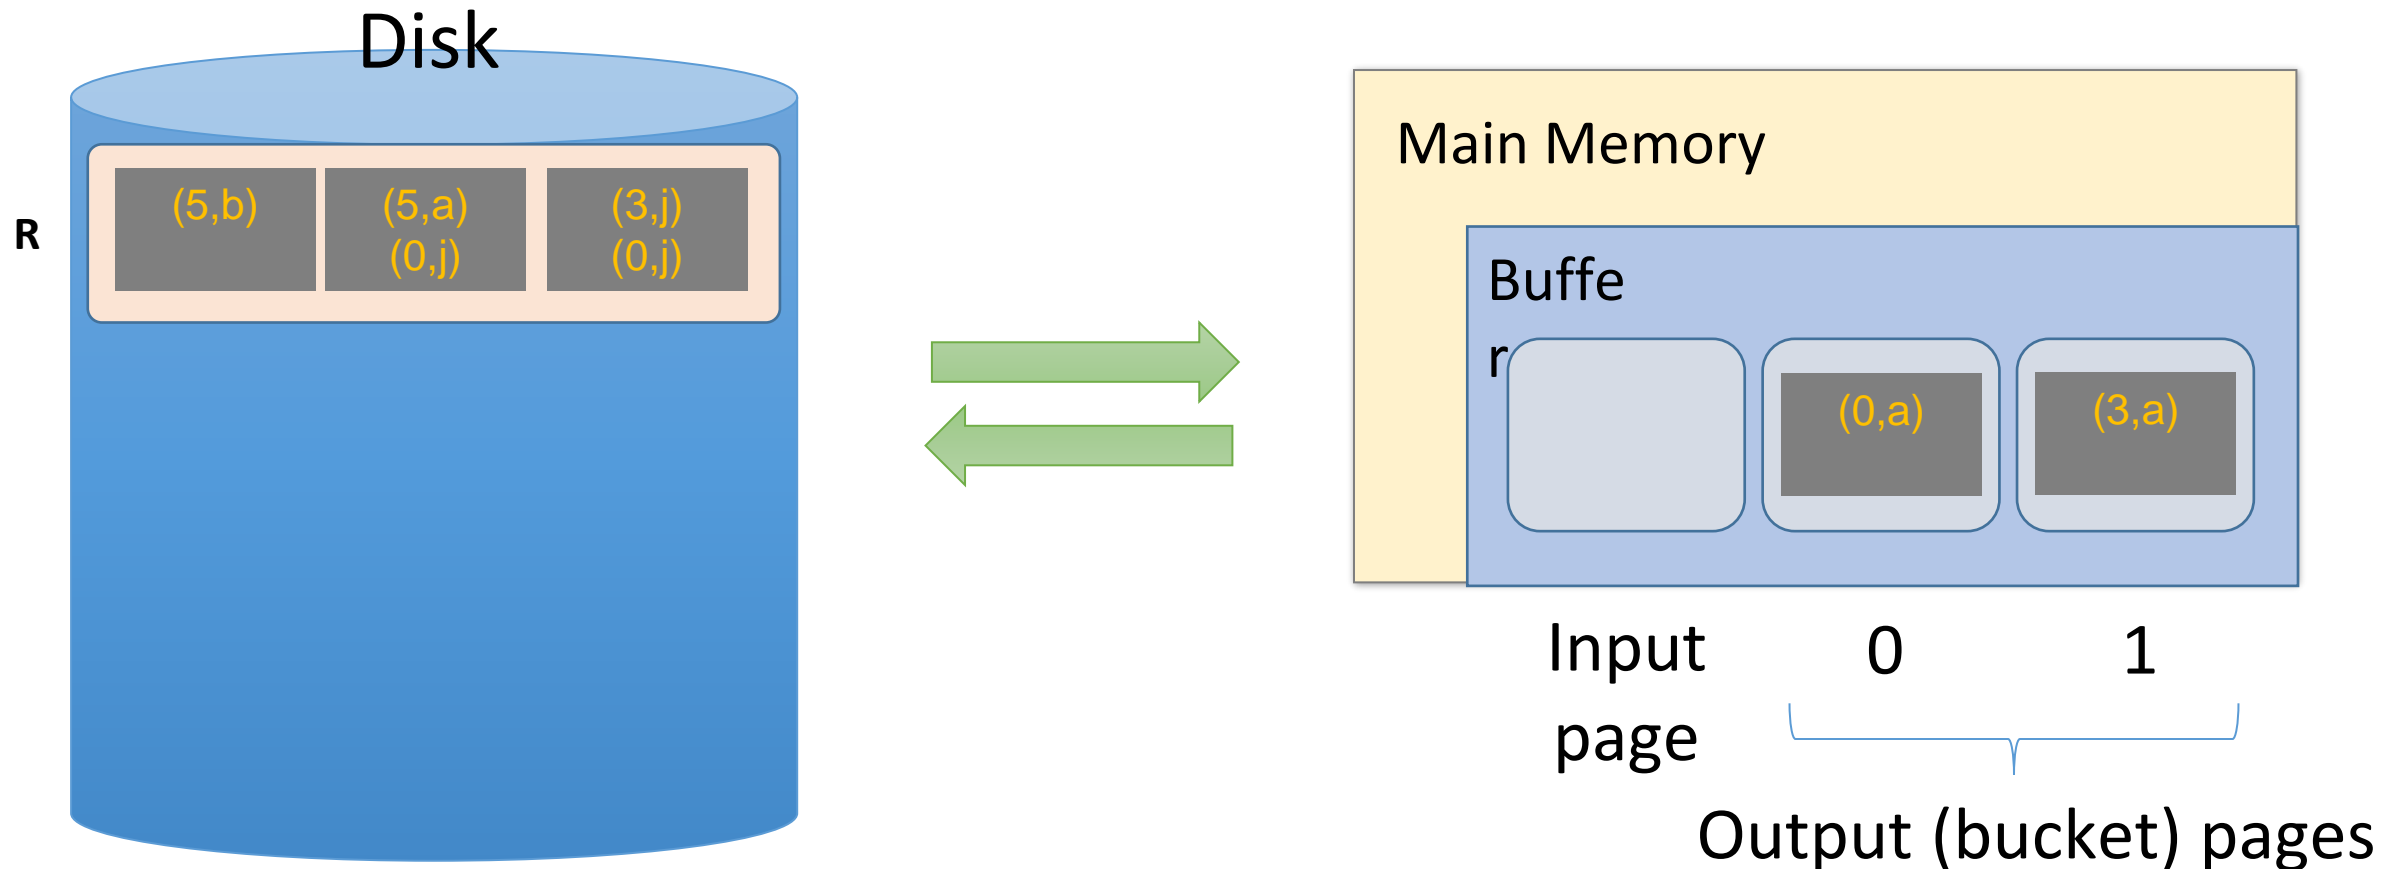 Disk
R
(5,b)
(5,a)
(0,j)
(3,j)
(0,j)
Main Memory
Buffe
r
(0,a)
(3,a)
Input
page
0
1
Output (bucket) pages